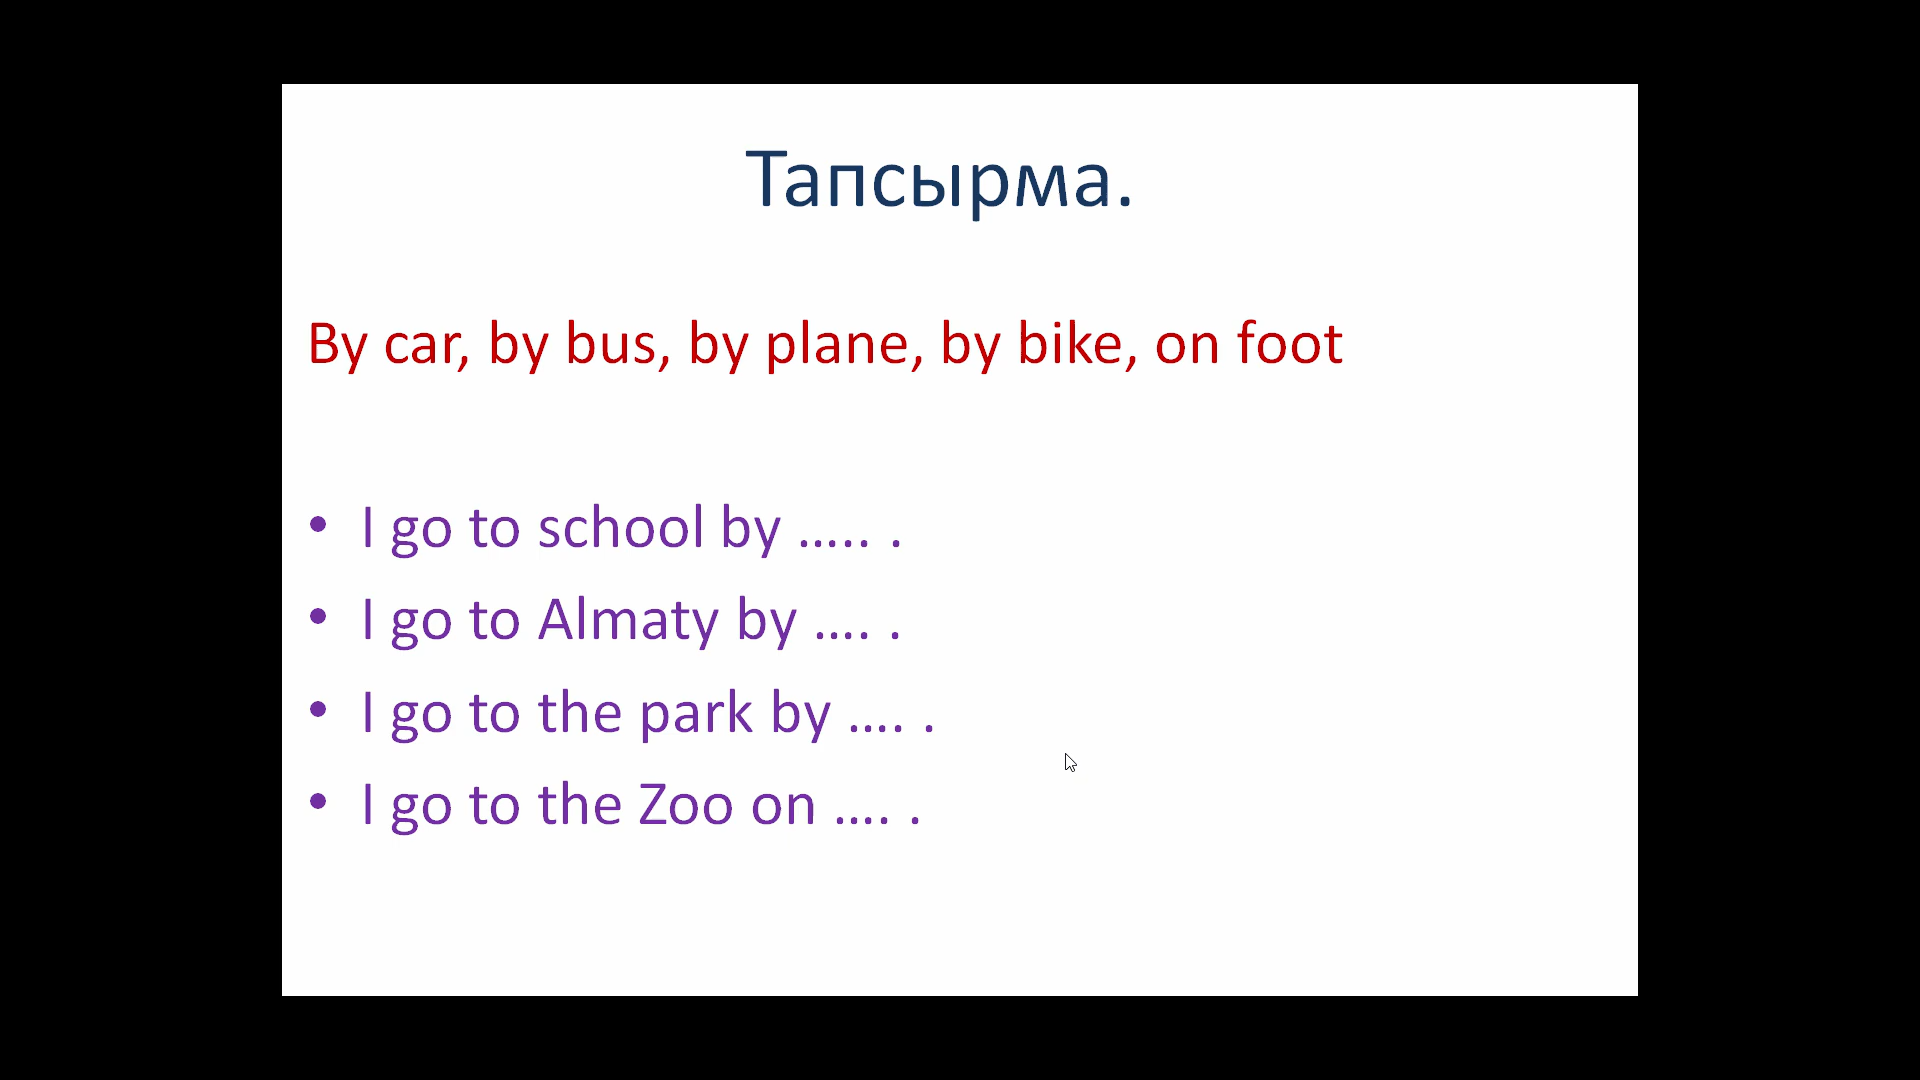 Тапсырма.
By car, by bus, by plane, by bike, on foot
• I go to school by ..... .
• I go to Almaty by .... .
• I go to the park by .... .
• I go to the Zoo on .... .